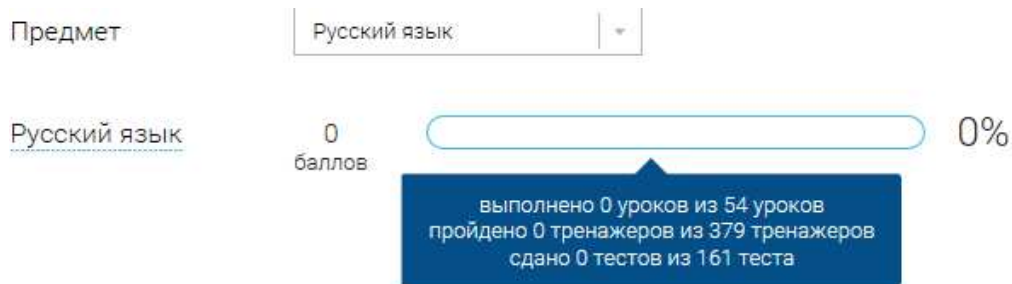 Предмет Русский язык
Русский язык 0 баллов 0%
выполнено 0 уроков из 54 уроков
пройдено 0 тренажеров из 379 тренажеров
сдано 0 тестов из 161 теста